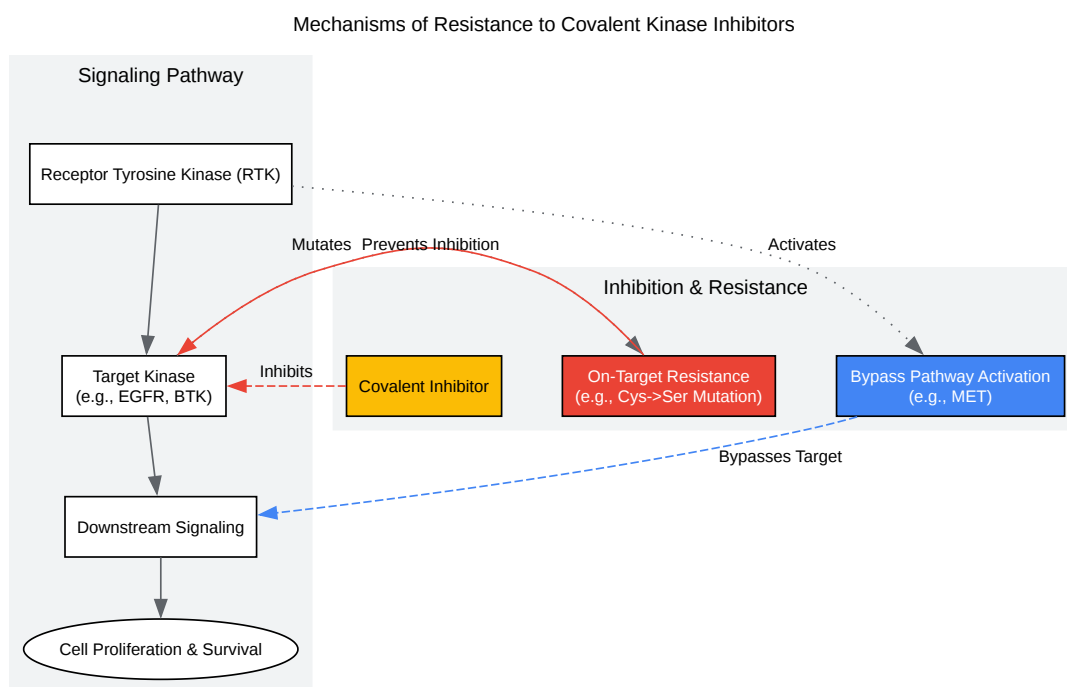 Mechanisms of Resistance to Covalent Kinase Inhibitors
Signaling Pathway
Receptor Tyrosine Kinase (RTK)
Mutates
Prevents Inhibition
Activates
Inhibition & Resistance
Target Kinase
(e.g., EGFR, BTK)
Inhibits
Covalent Inhibitor
On-Target Resistance
(e.g., Cys->Ser Mutation)
Bypass Pathway Activation
(e.g., MET)
Bypasses Target
Downstream Signaling
Cell Proliferation & Survival